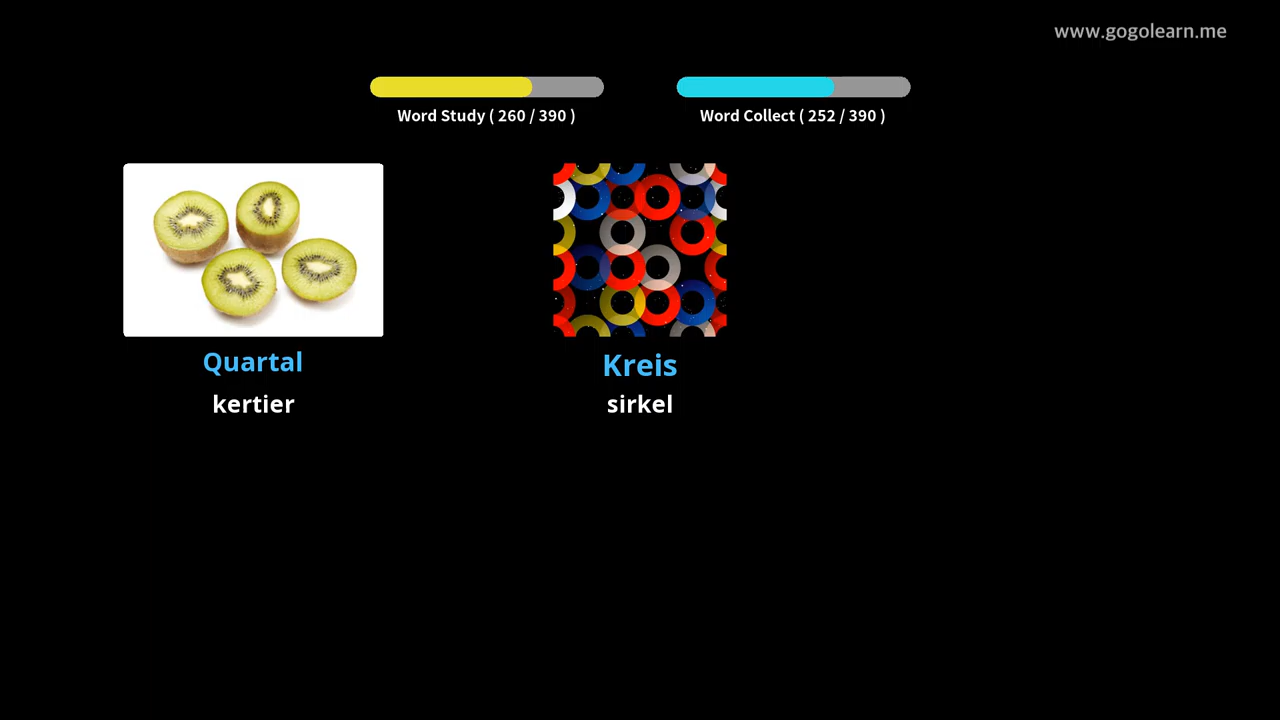 www.gogolearn.me
Word Study ( 260 / 390 )
Word Collect ( 252 / 390 )
Quartal
kertier
Kreis
sirkel